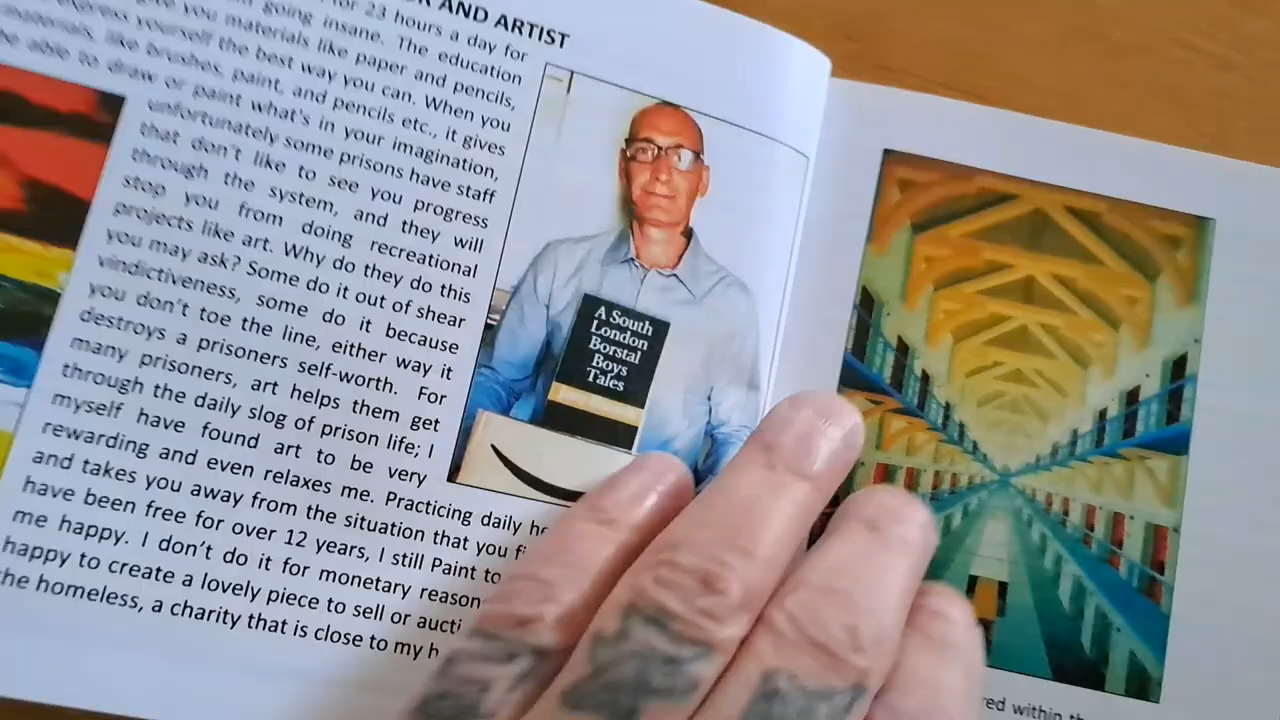 AND ARTIST
for 23 hours a day for
going insane. The education
give you materials like paper and pencils,
express yourself the best way you can. When you
materials, like brushes, paint, and pencils etc., it gives
be able to draw or paint what's in your imagination,
unfortunately some prisons have staff
that don't like to see you progress
through the system, and they will
stop you from doing recreational
projects like art. Why do they do this
you may ask? Some do it out of shear
vindictiveness, some do it because
you don't toe the line, either way it
destroys a prisoners self-worth. For
many prisoners, art helps them get
through the daily slog of prison life; I
myself have found art to be very
rewarding and even relaxes me. Practicing daily
and takes you away from the situation that you
have been free for over 12 years, I still Paint to
me happy. I don't do it for monetary reason
happy to create a lovely piece to sell or aucti
the homeless, a charity that is close to my h
A South
London
Borstal
Boys
Tales
red within